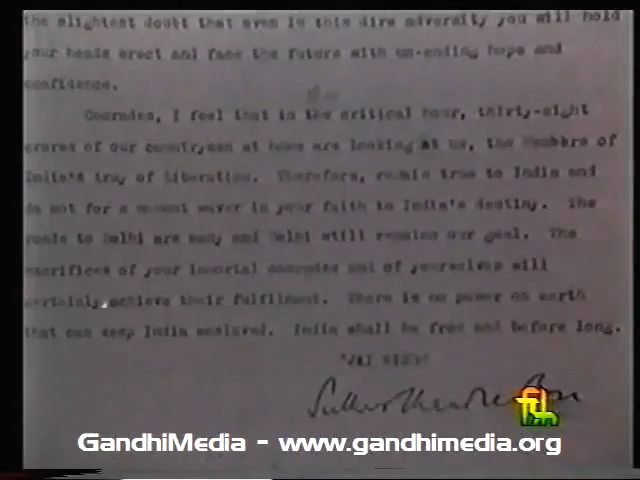 the slightest doubt that even in this dire adversity you will hold
your heads erect and face the future with un-ending hope and
confidence.
Comrades, I feel that in this critical hour, thirty-eight
crores of our countrymen at home are looking at us, the Members of
India's Army of Liberation. Therefore, remain true to India and
do not for a moment waver in your faith in India's destiny. The
roads to Delhi are many and Delhi still remains our goal. The
sacrifices of your immortal comrades and of yourselves will
certainly achieve their fulfilment. There is no power on earth
that can keep India enslaved. India shall be free and before long.
"JAI HIND"
Subhas Chandra Bose
GandhiMedia - www.gandhimedia.org